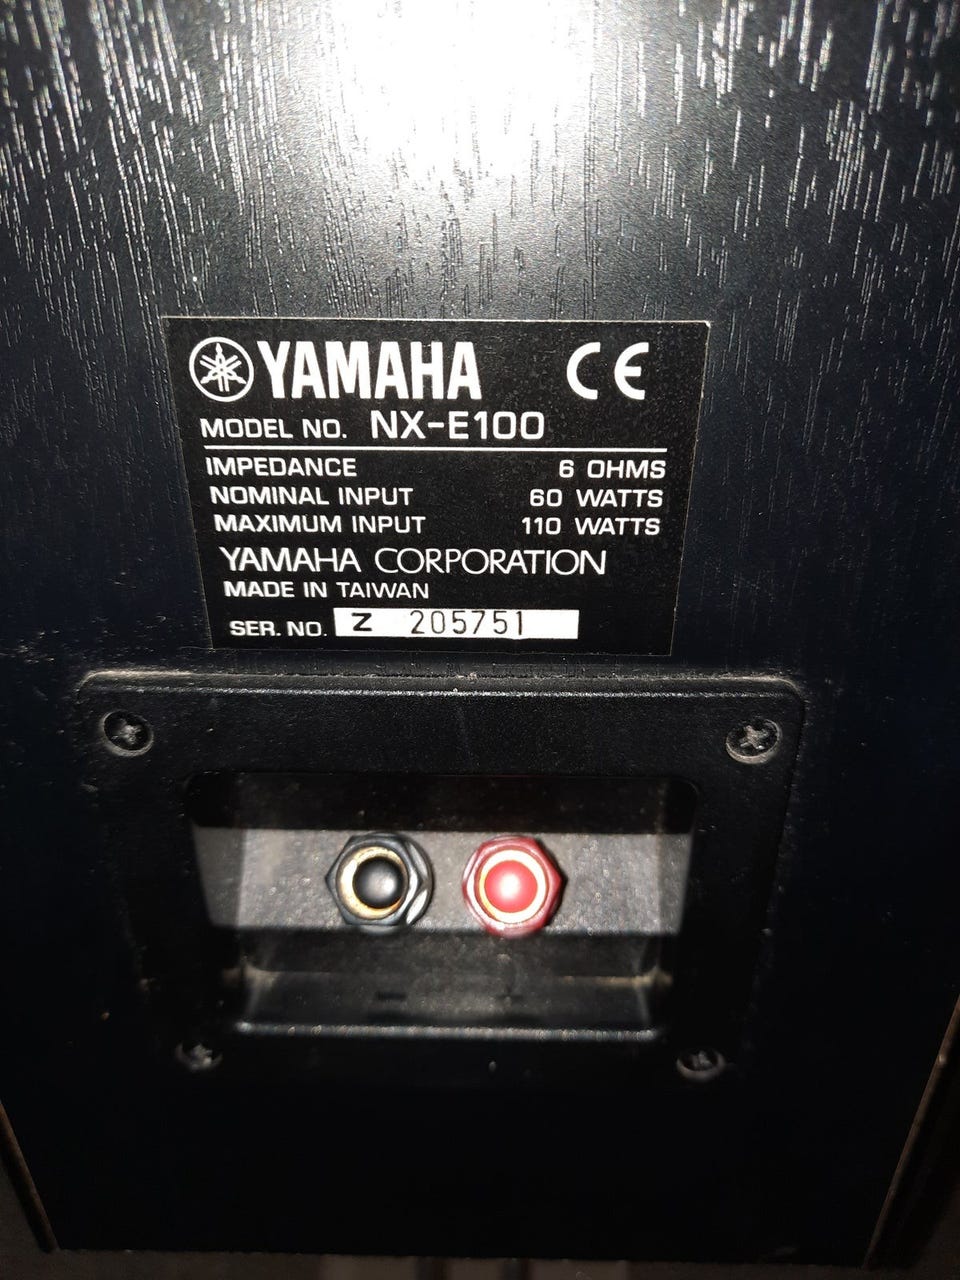 YAMAHA CE
MODEL NO. NX-E100
IMPEDANCE 6 OHMS
NOMINAL INPUT 60 WATTS
MAXIMUM INPUT 110 WATTS
YAMAHA CORPORATION
MADE IN TAIWAN
SER. NO. Z 205751